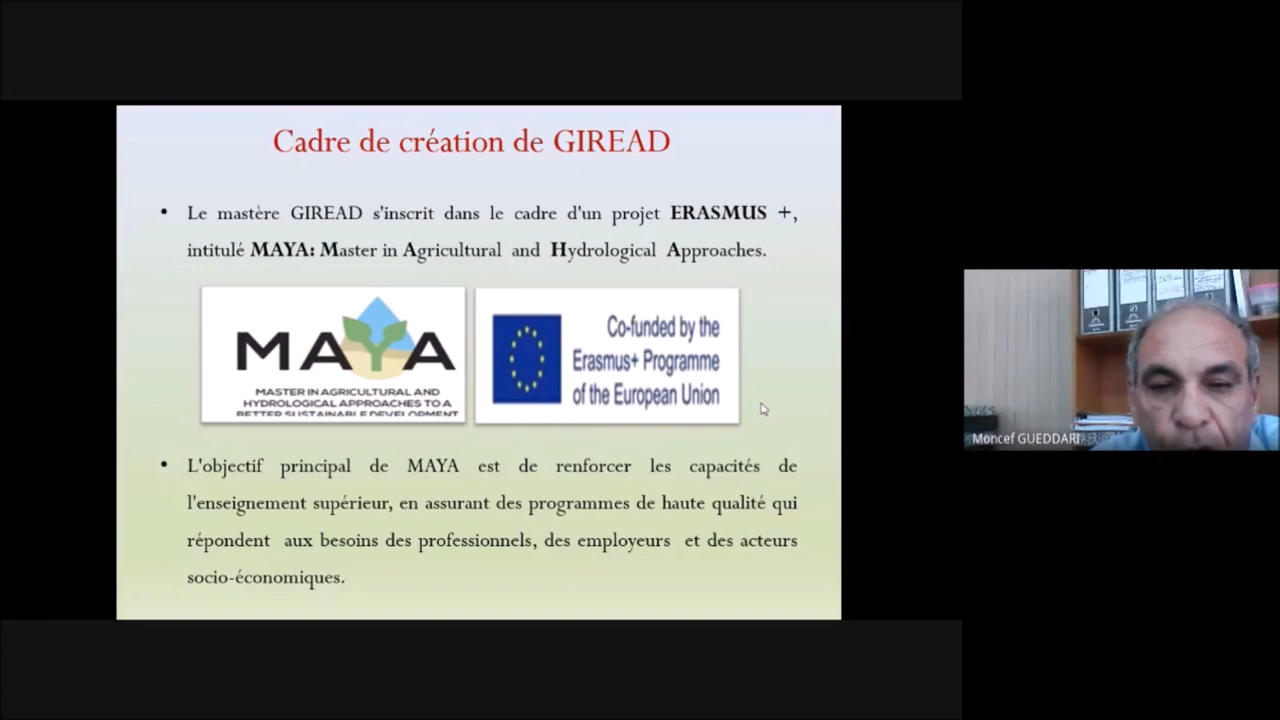 Cadre de création de GIREAD
• Le mastère GIREAD s'inscrit dans le cadre d'un projet ERASMUS +,
intitulé MAYA: Master in Agricultural and Hydrological Approaches.
MAYA
MASTER IN AGRICULTURAL AND
HYDROLOGICAL APPROACHES TO A
BETTER SUSTAINABLE DEVELOPMENT
Co-funded by the
Erasmus+ Programme
of the European Union
• L'objectif principal de MAYA est de renforcer les capacités de
l'enseignement supérieur, en assurant des programmes de haute qualité qui
répondent aux besoins des professionnels, des employeurs et des acteurs
socio-économiques.
Moncef GUEDDARI